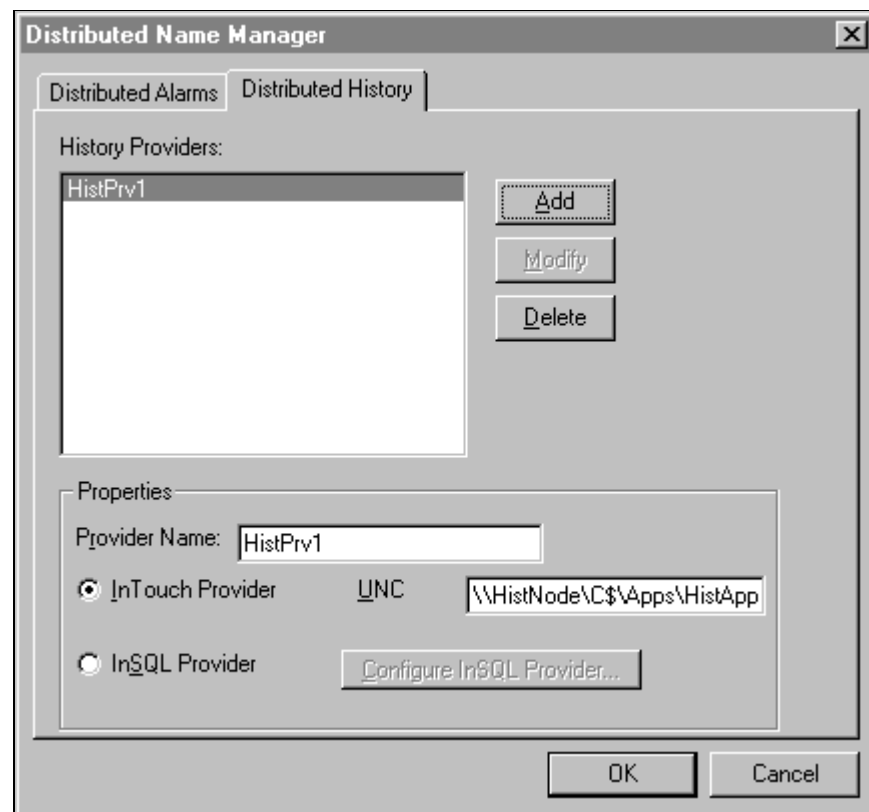 Distributed Name Manager
Distributed Alarms
Distributed History
History Providers:
HistPrv1
Add
Modify
Delete
Properties
Provider Name:
HistPrv1
InTouch Provider
UNC
\\HistNode\C$\Apps\HistApp
InSQL Provider
Configure InSQL Provider...
OK
Cancel